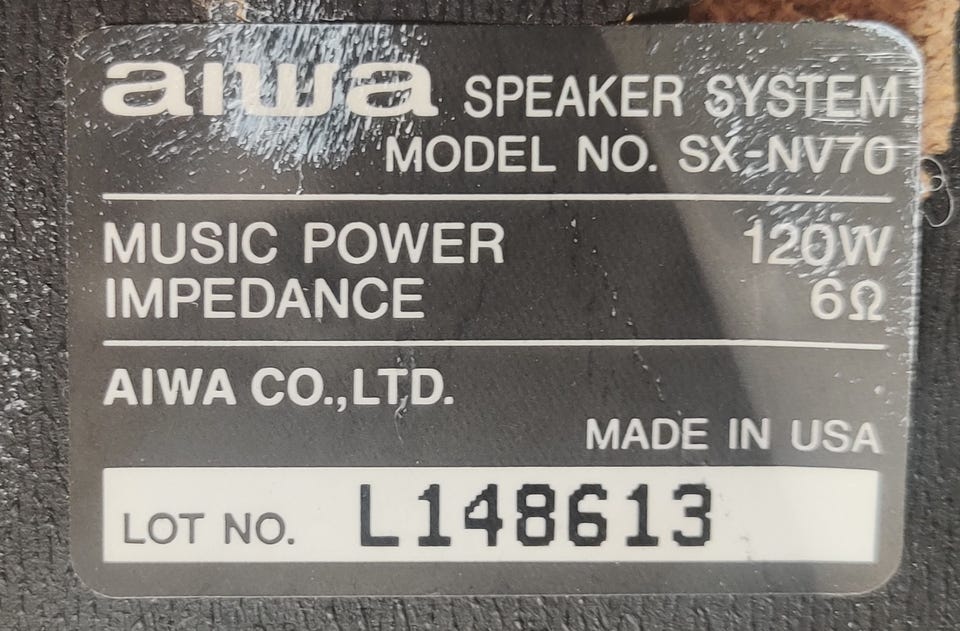 aiwa SPEAKER SYSTEM
MODEL NO. SX-NV70
MUSIC POWER 120W
IMPEDANCE 6Ω
AIWA CO.,LTD.
MADE IN USA
LOT NO. L148613